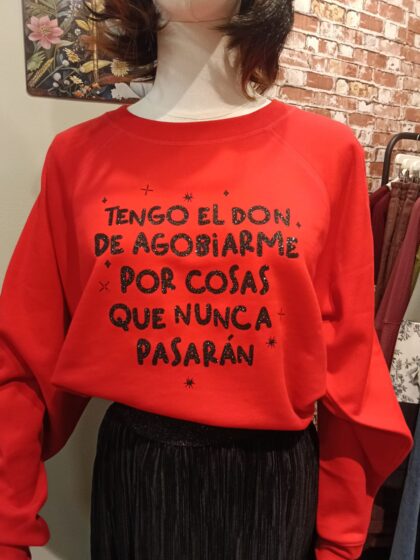 TENGO EL DON
DE AGOBIARME
POR COSAS
QUE NUNCA
PASARÁN